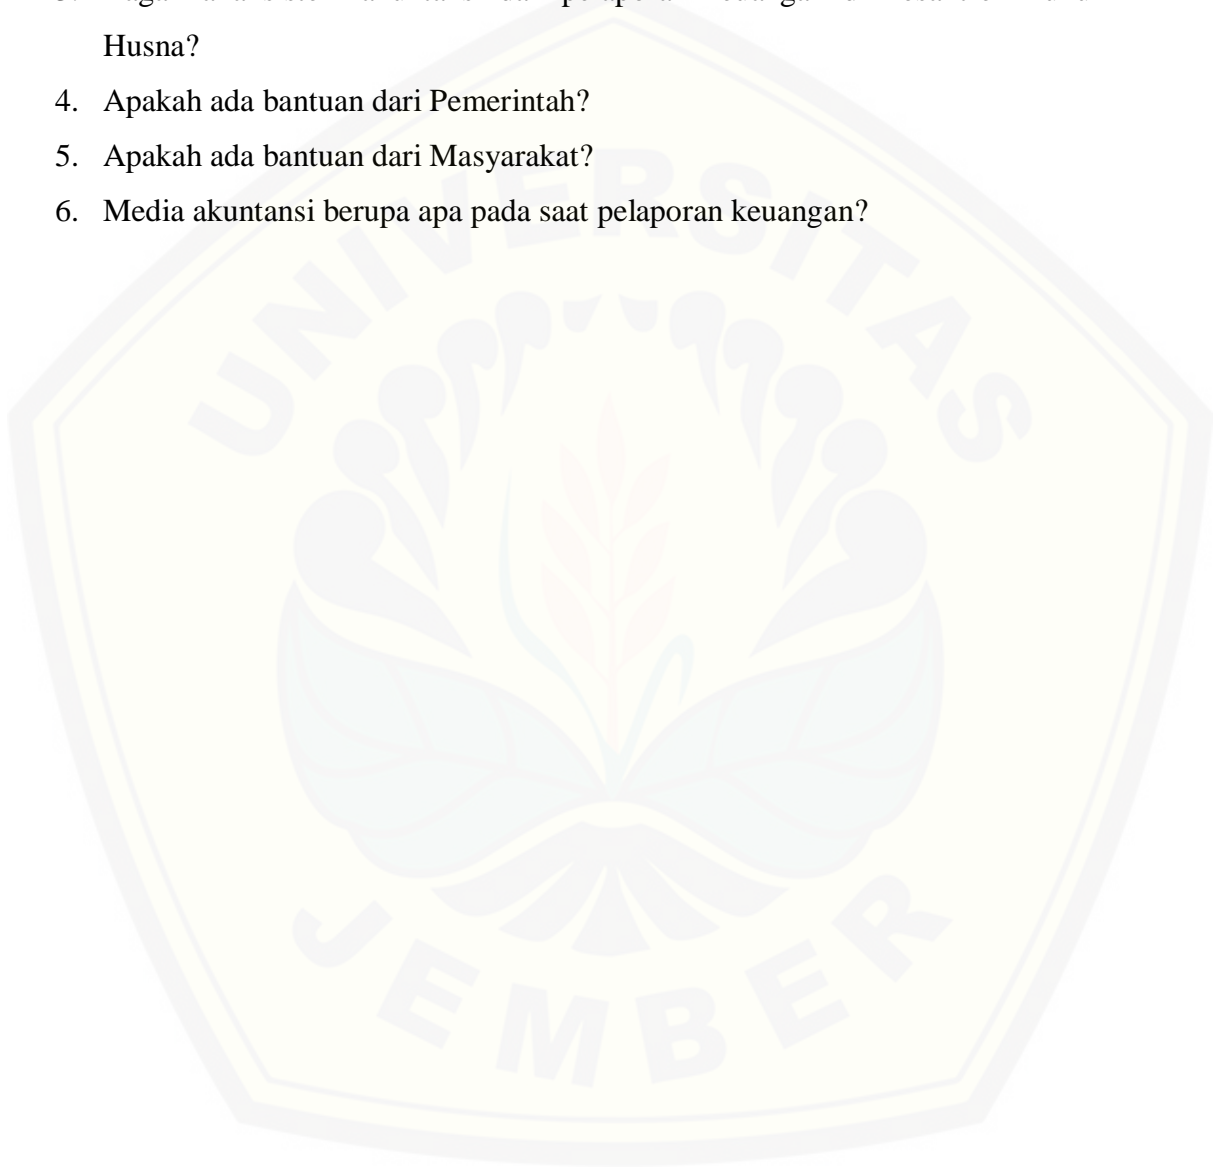 Husna?
4. Apakah ada bantuan dari Pemerintah?
5. Apakah ada bantuan dari Masyarakat?
6. Media akuntansi berupa apa pada saat pelaporan keuangan?
UNIVERSITAS
JEMBER